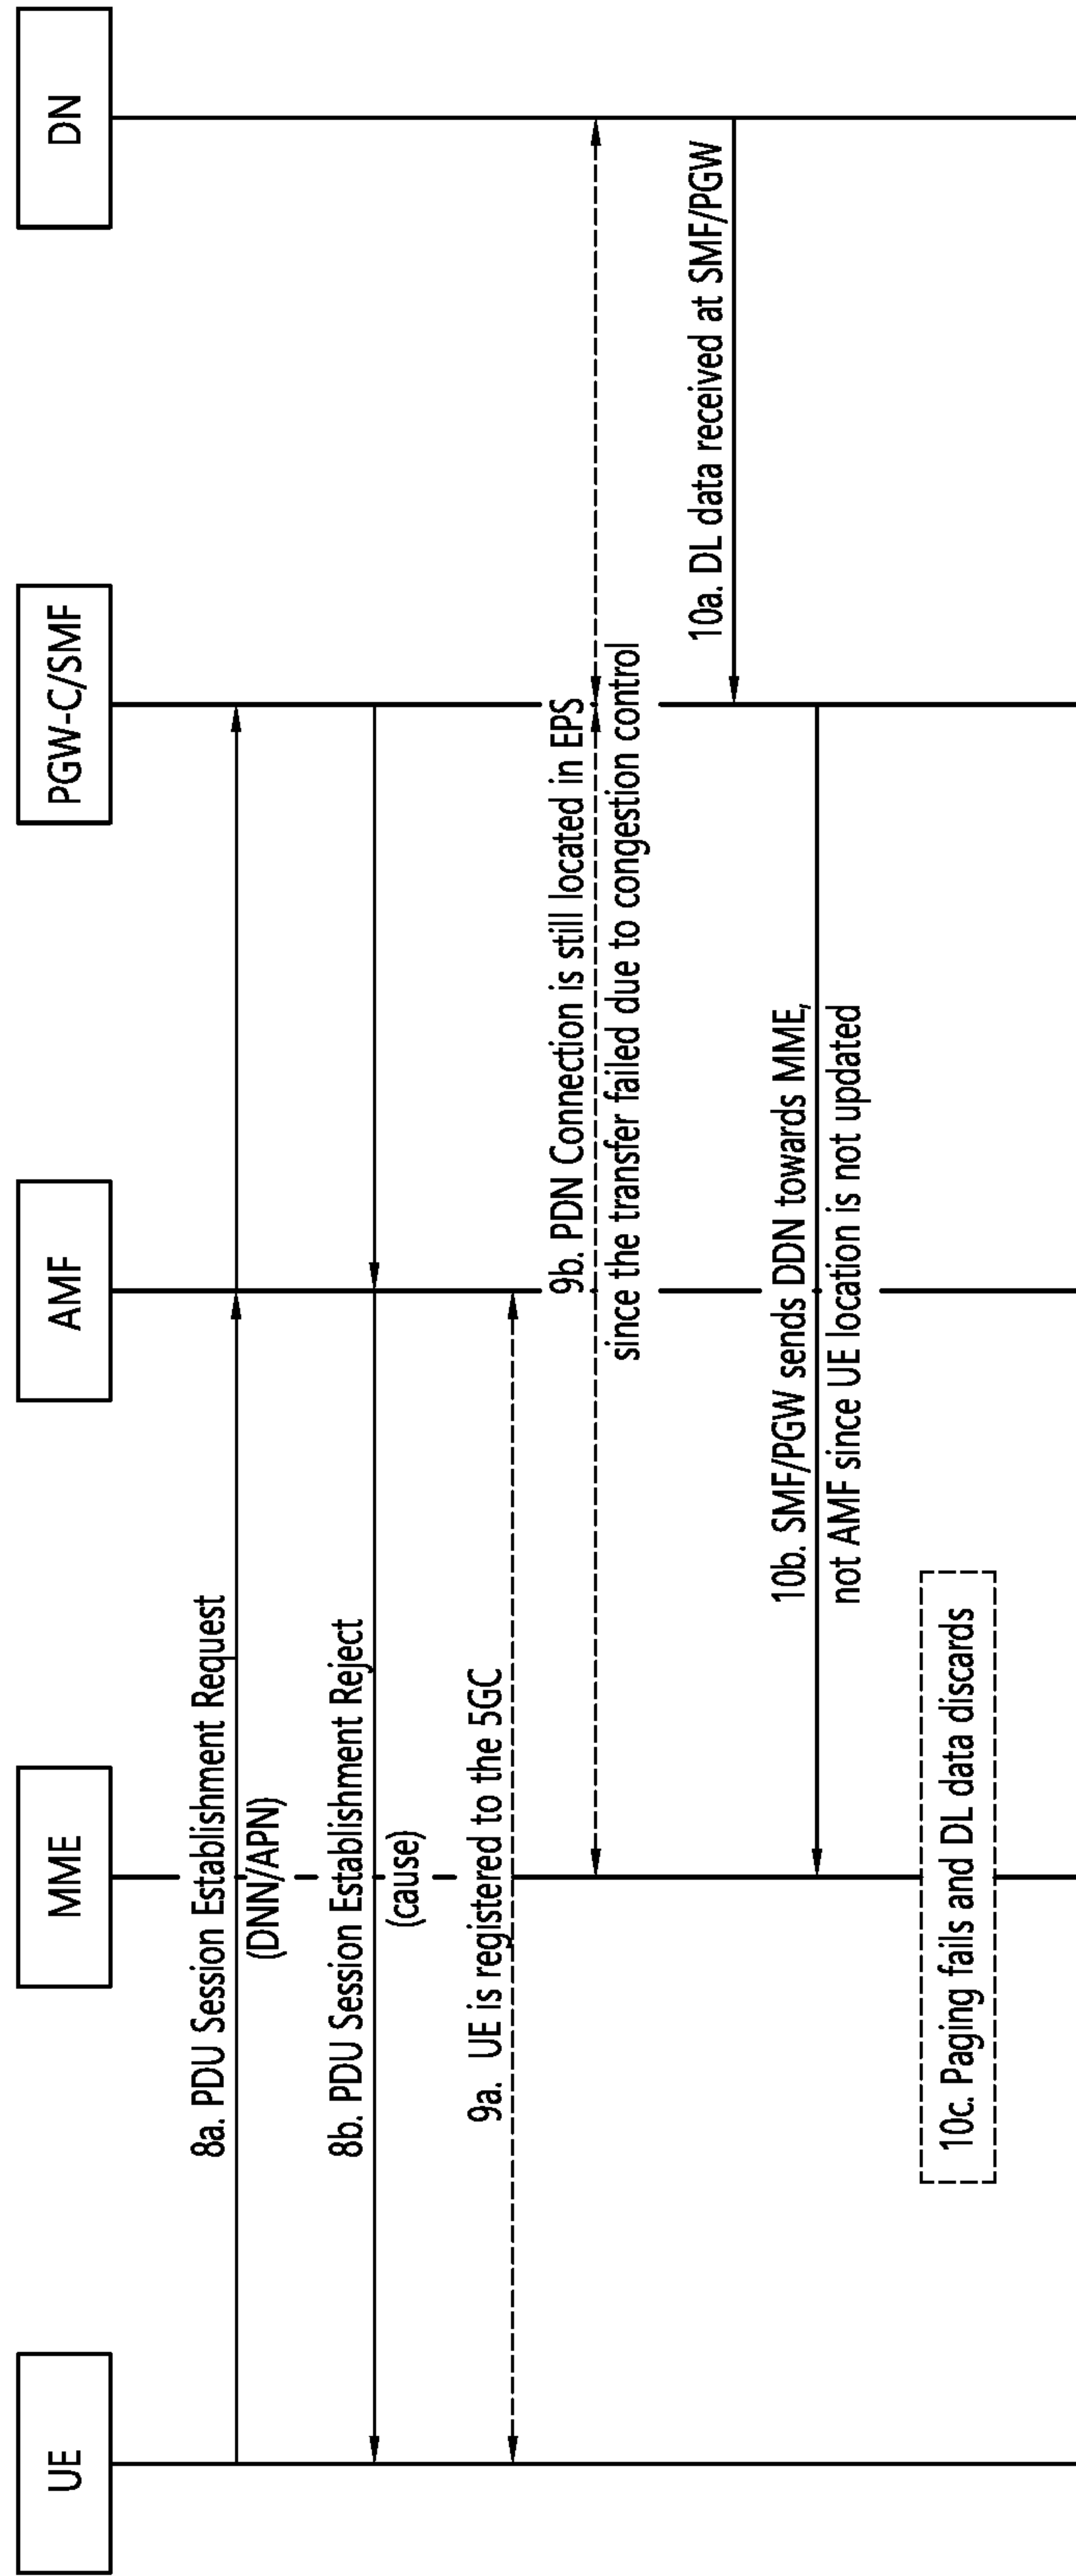 UE
MME
AMF
PGW-C/SMF
DN
8a. PDU Session Establishment Request
(DNN/APN)
8b. PDU Session Establishment Reject
(cause)
9a. UE is registered to the 5GC
9b. PDN Connection is still located in EPS
since the transfer failed due to congestion control
10a. DL data received at SMF/PGW
10b. SMF/PGW sends DDN towards MME,
not AMF since UE location is not updated
10c. Paging fails and DL data discards